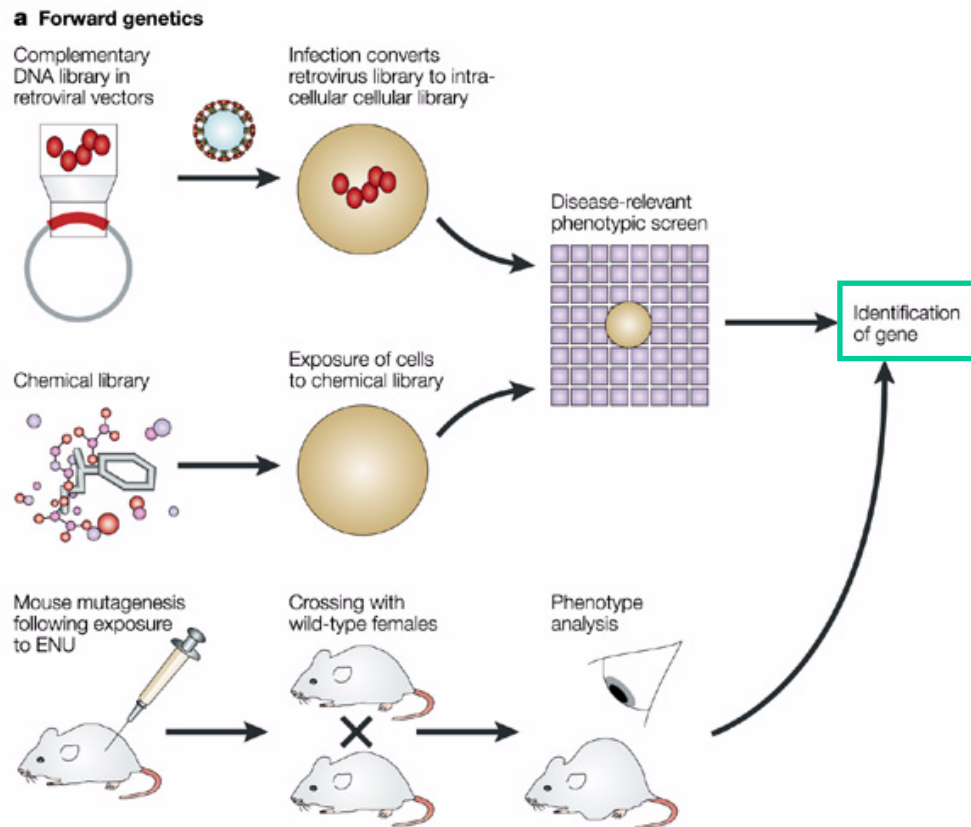 a Forward genetics
Complementary
DNA library in
retroviral vectors
Infection converts
retrovirus library to intra-
cellular cellular library
Disease-relevant
phenotypic screen
Identification
of gene
Chemical library
Exposure of cells
to chemical library
Mouse mutagenesis
following exposure
to ENU
Crossing with
wild-type females
Phenotype
analysis